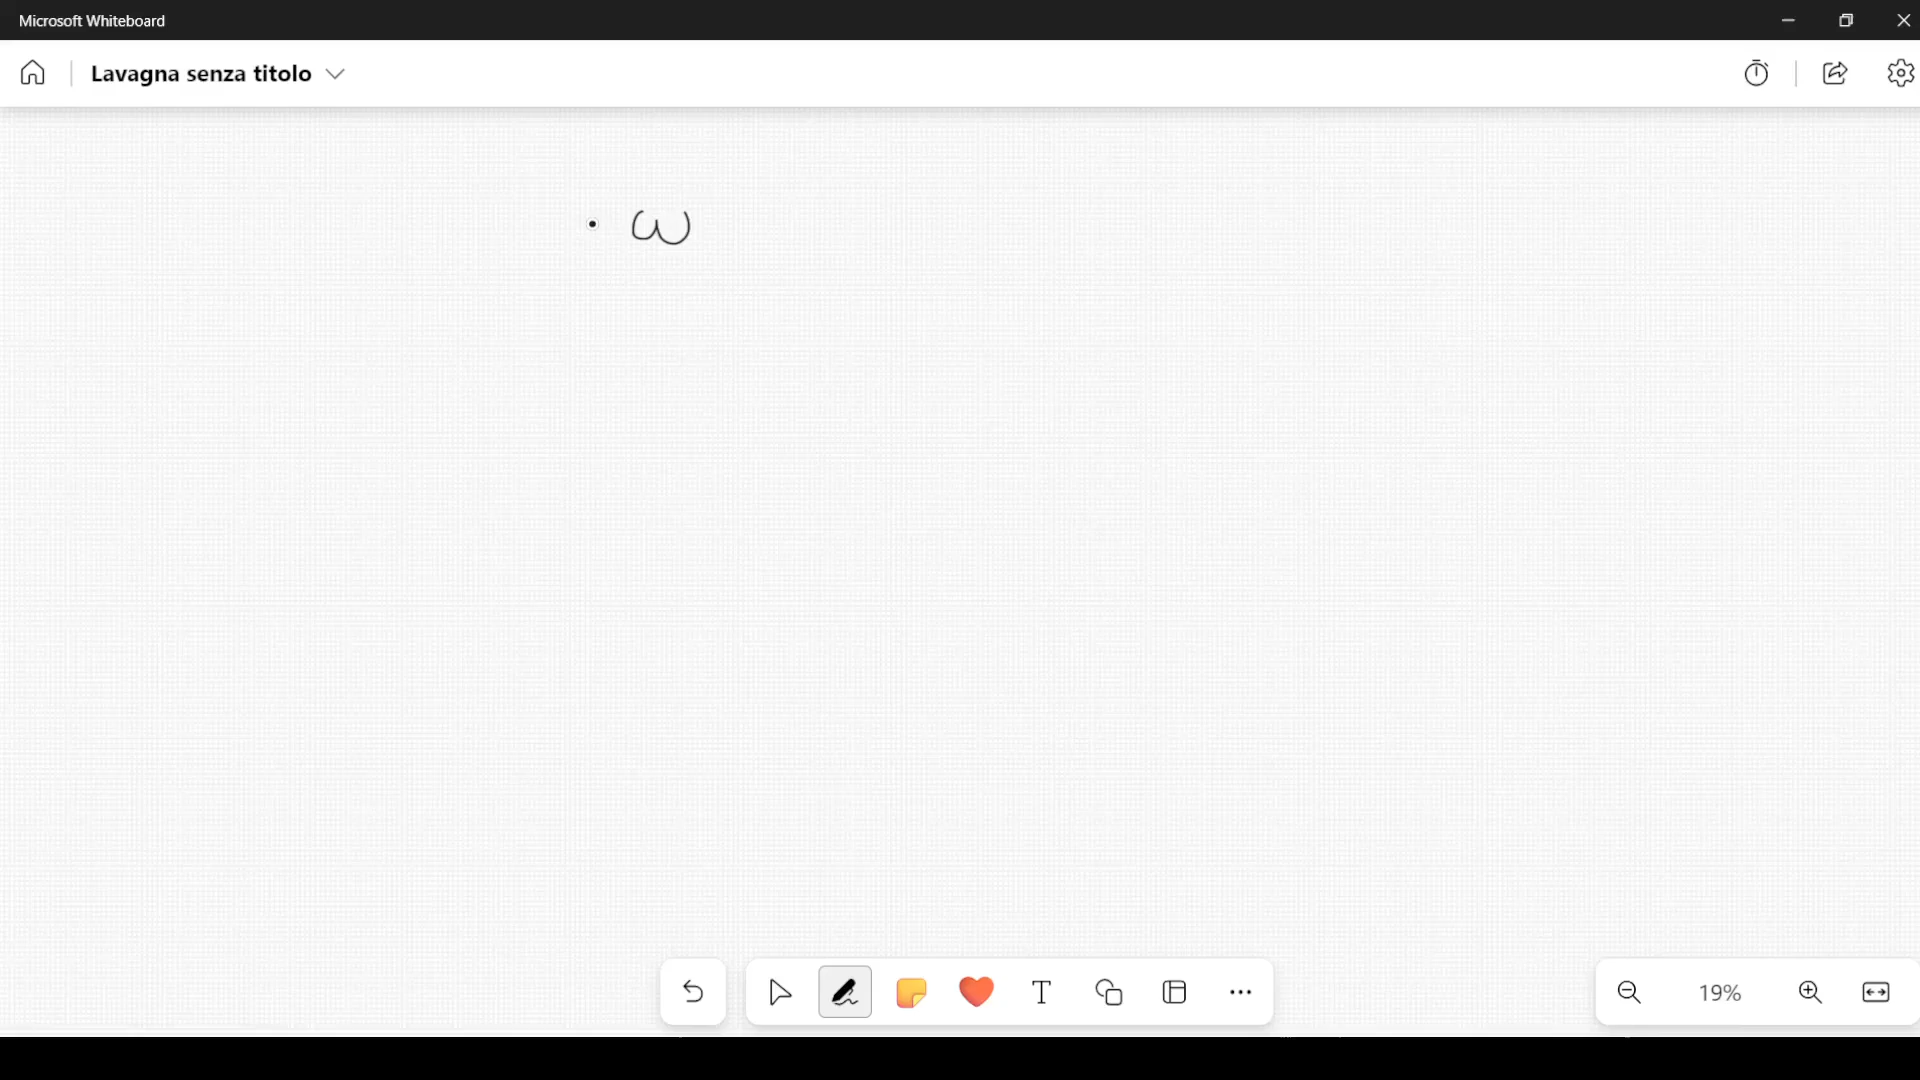 Microsoft Whiteboard
Lavagna senza titolo
• ω
T
19%